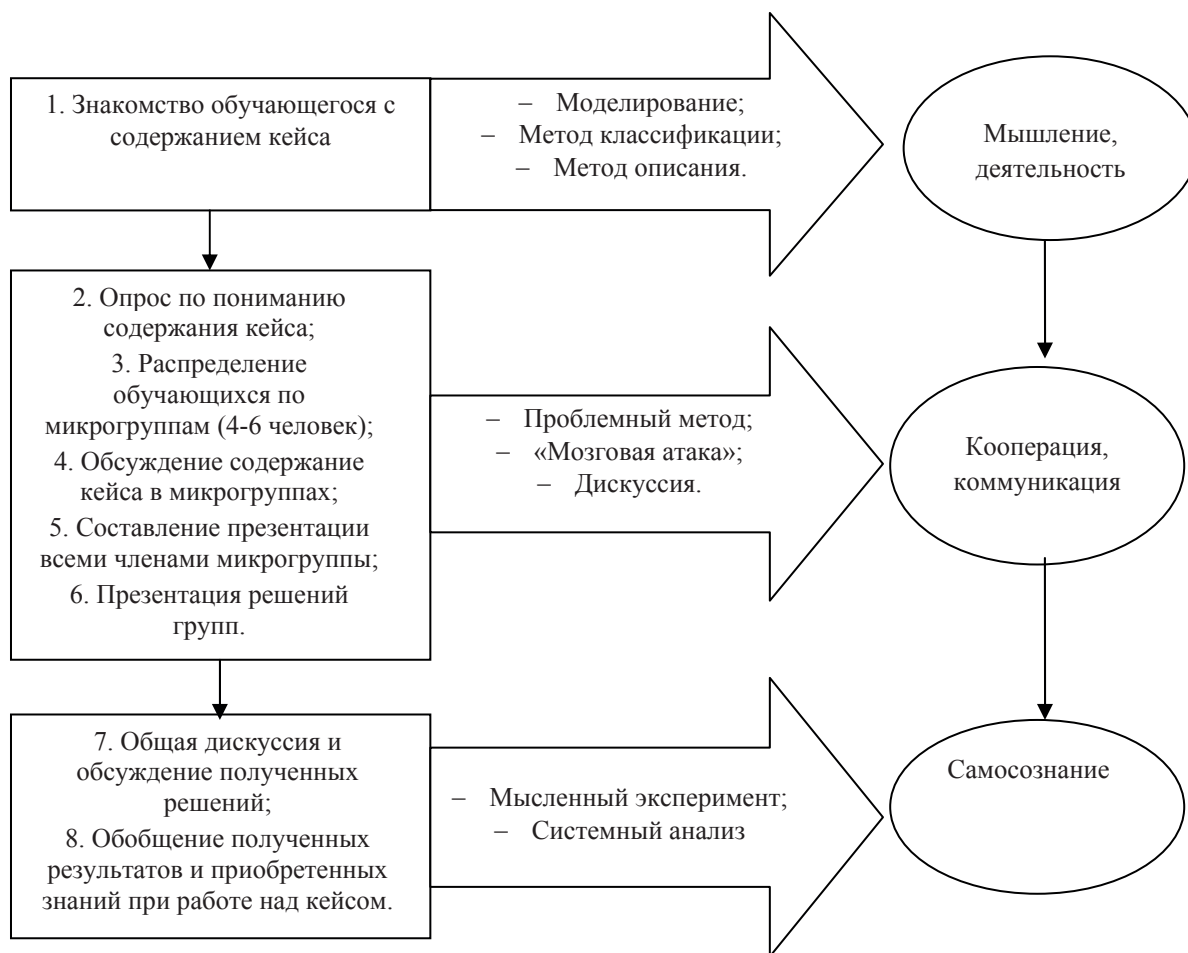 1. Знакомство обучающегося с
содержанием кейса
– Моделирование;
– Метод классификации;
– Метод описания.
Мышление,
деятельность
2. Опрос по пониманию
содержания кейса;
3. Распределение
обучающихся по
микрогруппам (4-6 человек);
4. Обсуждение содержание
кейса в микрогруппах;
5. Составление презентации
всеми членами микрогруппы;
6. Презентация решений
групп.
– Проблемный метод;
– «Мозговая атака»;
– Дискуссия.
Кооперация,
коммуникация
7. Общая дискуссия и
обсуждение полученных
решений;
8. Обобщение полученных
результатов и приобретенных
знаний при работе над кейсом.
– Мысленный эксперимент;
– Системный анализ
Самосознание